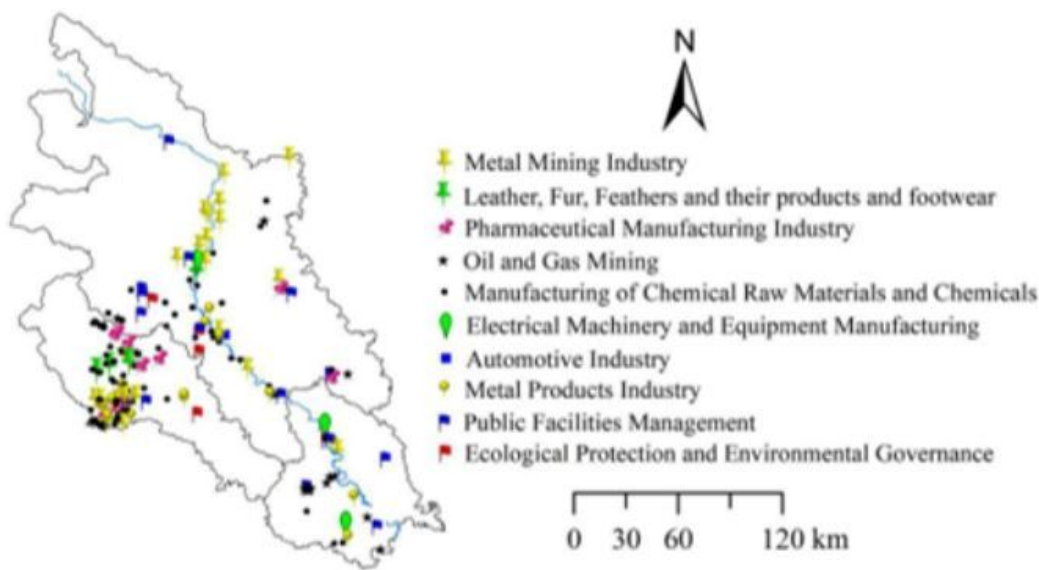 N
Metal Mining Industry
Leather, Fur, Feathers and their products and footwear
Pharmaceutical Manufacturing Industry
Oil and Gas Mining
Manufacturing of Chemical Raw Materials and Chemicals
Electrical Machinery and Equipment Manufacturing
Automotive Industry
Metal Products Industry
Public Facilities Management
Ecological Protection and Environmental Governance
0 30 60 120 km